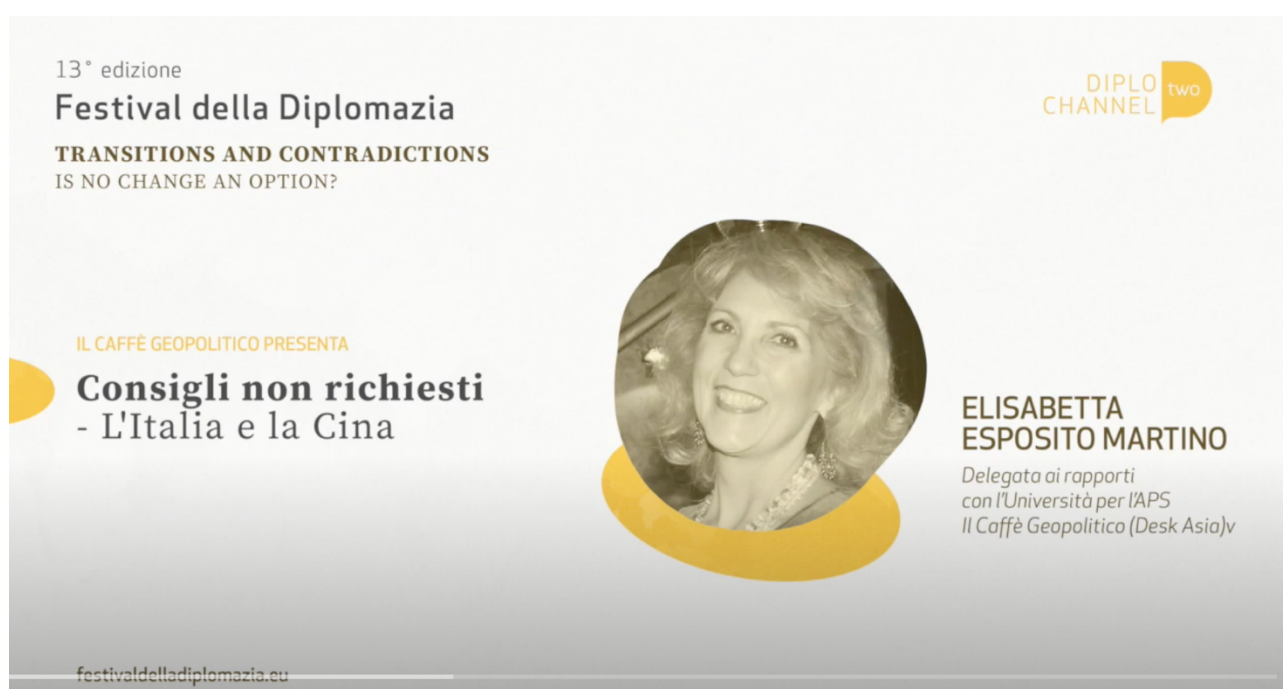 13° edizione
Festival della Diplomazia
TRANSITIONS AND CONTRADICTIONS
IS NO CHANGE AN OPTION?
DIPLO
CHANNEL
two
IL CAFFÈ GEOPOLITICO PRESENTA
Consigli non richiesti
- L'Italia e la Cina
ELISABETTA
ESPOSITO MARTINO
Delegata ai rapporti
con l'Università per l'APS
Il Caffè Geopolitico (Desk Asia)v
festivaldelladiplomazia.eu